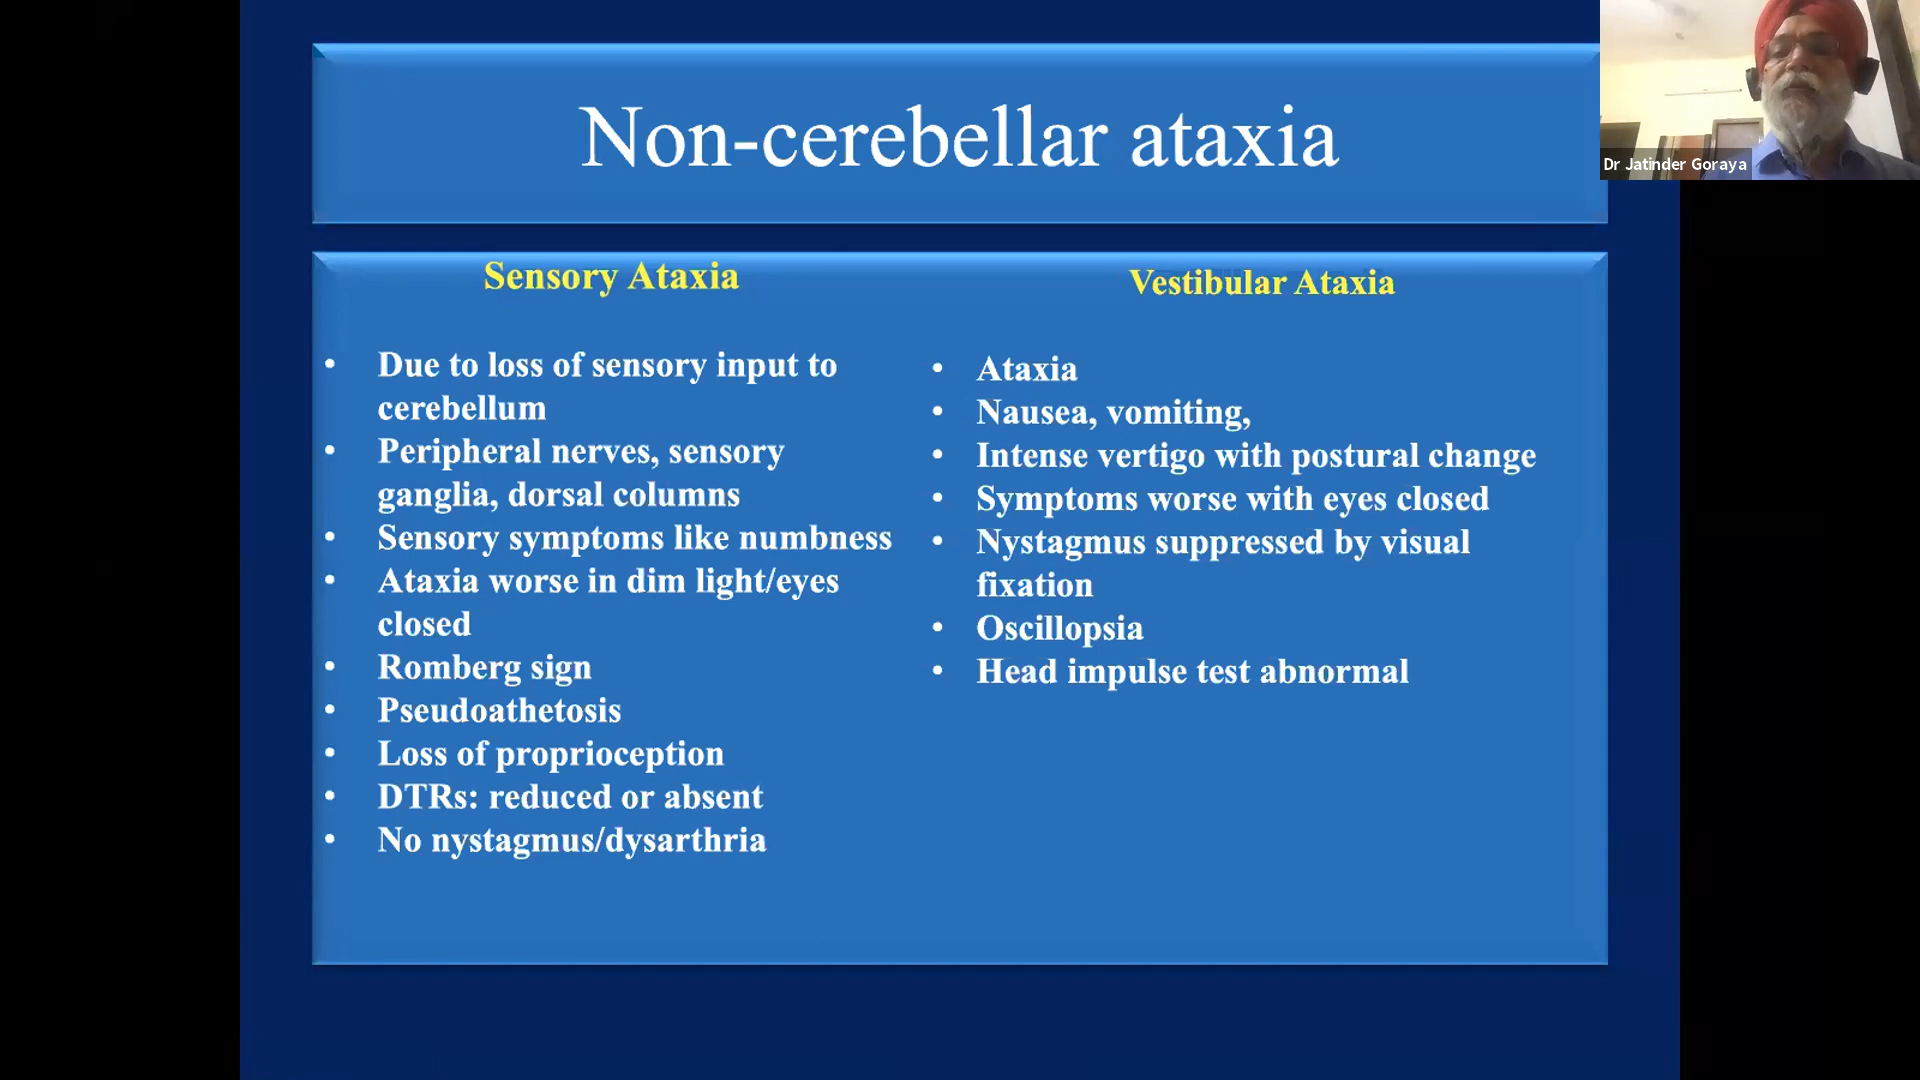 Non-cerebellar ataxia
Dr Jatinder Goraya
Sensory Ataxia
• Due to loss of sensory input to
cerebellum
• Peripheral nerves, sensory
ganglia, dorsal columns
• Sensory symptoms like numbness
• Ataxia worse in dim light/eyes
closed
• Romberg sign
• Pseudoathetosis
• Loss of proprioception
• DTRs: reduced or absent
• No nystagmus/dysarthria
Vestibular Ataxia
• Ataxia
• Nausea, vomiting,
• Intense vertigo with postural change
• Symptoms worse with eyes closed
• Nystagmus suppressed by visual
fixation
• Oscillopsia
• Head impulse test abnormal